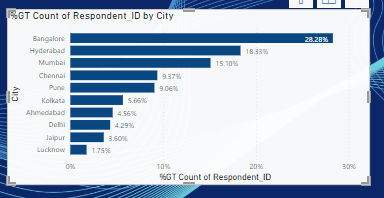 %GT Count of Respondent_ID by City
Bangalore 28.28%
Hyderabad 18.33%
Mumbai 15.10%
Chennai 9.37%
Pune 9.06%
Kolkata 5.66%
Ahmedabad 4.56%
Delhi 4.29%
Jaipur 3.60%
Lucknow 1.75%
City
0% 10% 20% 30%
%GT Count of Respondent_ID